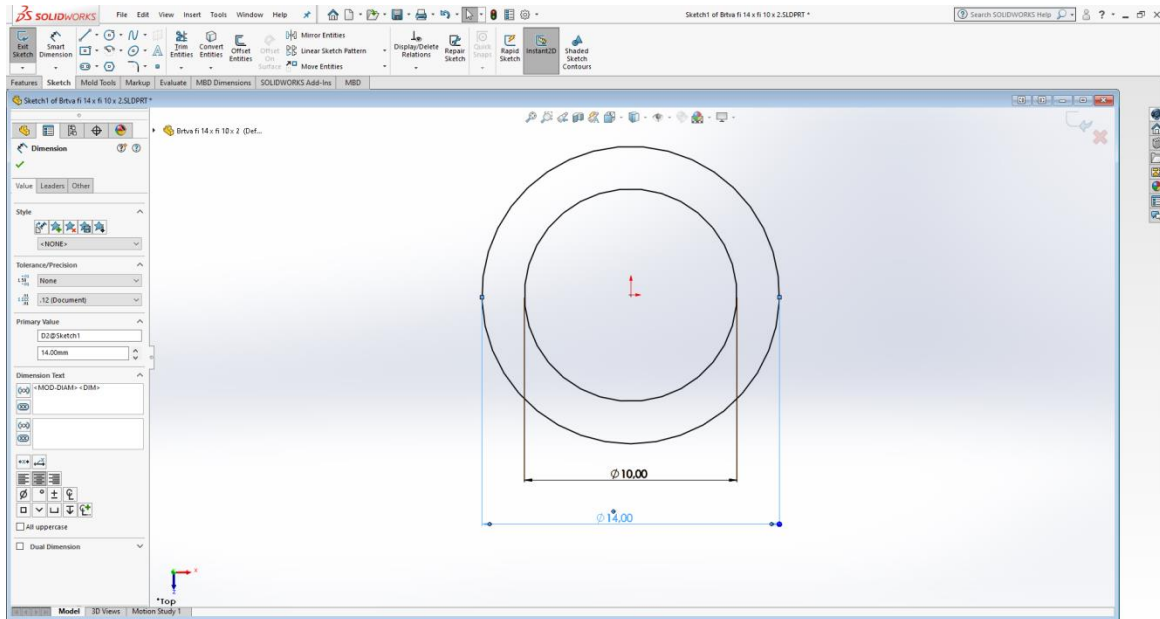 SOLIDWORKS File Edit View Insert Tools Window Help Sketch1 of Brtva fi 14 x fi 10 x 2.SLDPRT * Search SOLIDWORKS Help
Exit Sketch
Smart Dimension
Trim Entities
Convert Entities
Offset Entities
Offset On Surface
Mirror Entities
Linear Sketch Pattern
Move Entities
Display/Delete Relations
Repair Sketch
Quick Snaps
Rapid Sketch
Instant2D
Shaded Sketch Contours
Features Sketch Mold Tools Markup Evaluate MBD Dimensions SOLIDWORKS Add-Ins MBD
Sketch1 of Brtva fi 14 x fi 10 x 2.SLDPRT *
Brtva fi 14 x fi 10 x 2 (Def...
Dimension
Value Leaders Other
Style
<NONE>
Tolerance/Precision
None
.12 (Document)
Primary Value
D2@Sketch1
14.00mm
Dimension Text
<MOD-DIAM><DIM>
All uppercase
Dual Dimension
Ø10,00
Ø14,00
x
*Top
Model 3D Views Motion Study 1